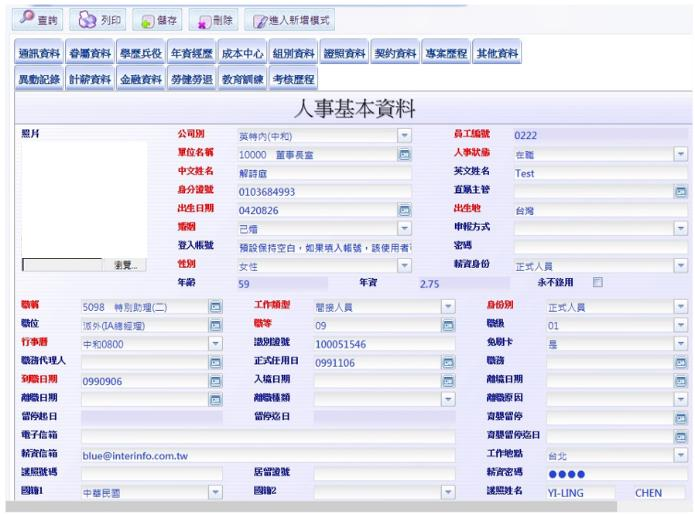 查詢 列印 儲存 刪除 進入新增模式
通訊資料 眷屬資料 學歷兵役 年資經歷 成本中心 組別資料 證照資料 契約資料 專案歷程 其他資料
異動記錄 計薪資料 金融資料 勞健勞退 教育訓練 考核歷程
人事基本資料
照片 公司別 英特內(中和) 員工編號 0222
單位名稱 10000 董事長室 人事狀態 在職
中文姓名 解詩庭 英文姓名 Test
身分證號 0103684993 直屬主管
出生日期 0420826 出生地 台灣
婚姻 已婚 申報方式
登入帳號 預設保持空白，如果填入帳號，該使用者可 密碼
瀏覽... 性別 女性 薪資身份 正式人員
年齡 59 年資 2.75 永不錄用
職稱 5098 特別助理(二) 工作類型 間接人員 身份別 正式人員
職位 派外(IA總經理) 職等 09 職級 01
行事曆 中和0800 識別證號 100051546 免刷卡 是
職務代理人 正式任用日 0991106 職務
到職日期 0990906 入境日期 離境日期
離職日期 離職種類 離職原因
留停起日 留停迄日 育嬰留停
電子信箱 育嬰留停迄日
薪資信箱 blue@interinfo.com.tw 工作地點 台北
護照號碼 居留證號 薪資密碼 ●●●●
國籍1 中華民國 國籍2 護照姓名 YI-LING CHEN